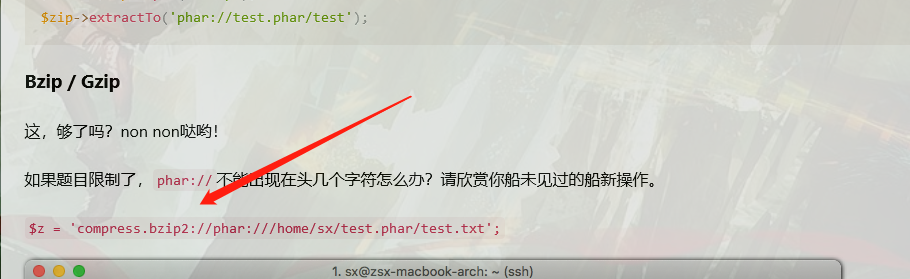 $zip->extractTo('phar://test.phar/test');
Bzip / Gzip
这，够了吗？non non哒哟！
如果题目限制了，phar://不能出现在头几个字符怎么办？请欣赏你船未见过的船新操作。
$z = 'compress.bzip2://phar:///home/sx/test.phar/test.txt';
1. sx@zsx-macbook-arch: ~ (ssh)